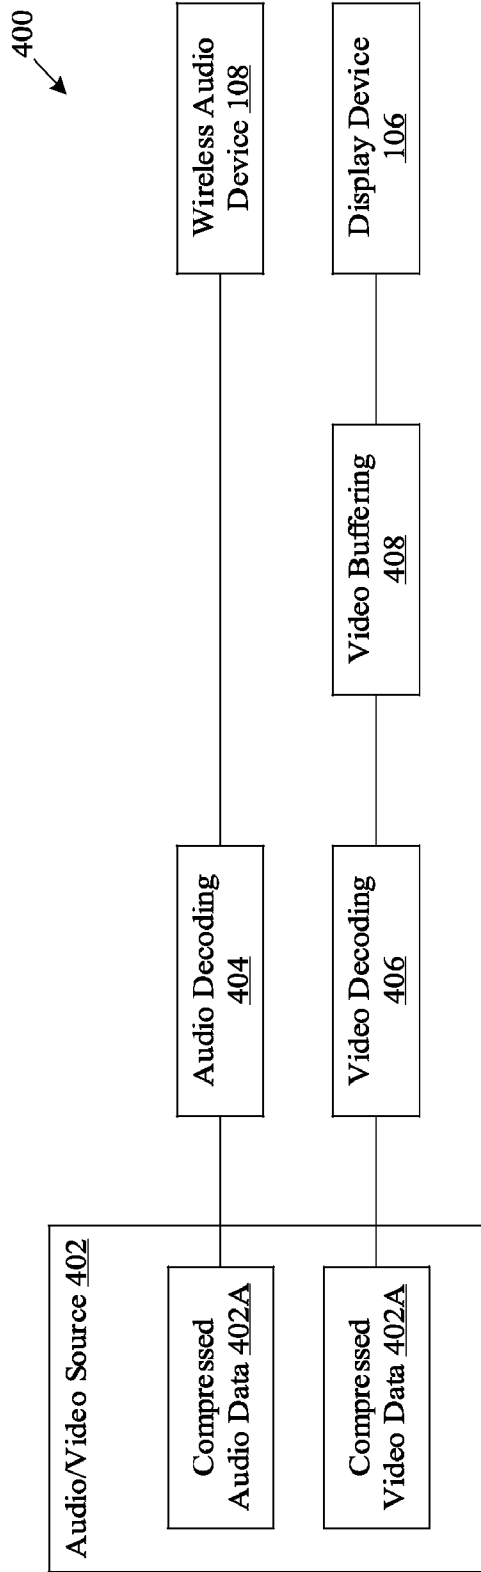 400
Audio/Video Source 402
Compressed
Audio Data 402A
Audio Decoding
404
Wireless Audio
Device 108
Compressed
Video Data 402A
Video Decoding
406
Video Buffering
408
Display Device
106